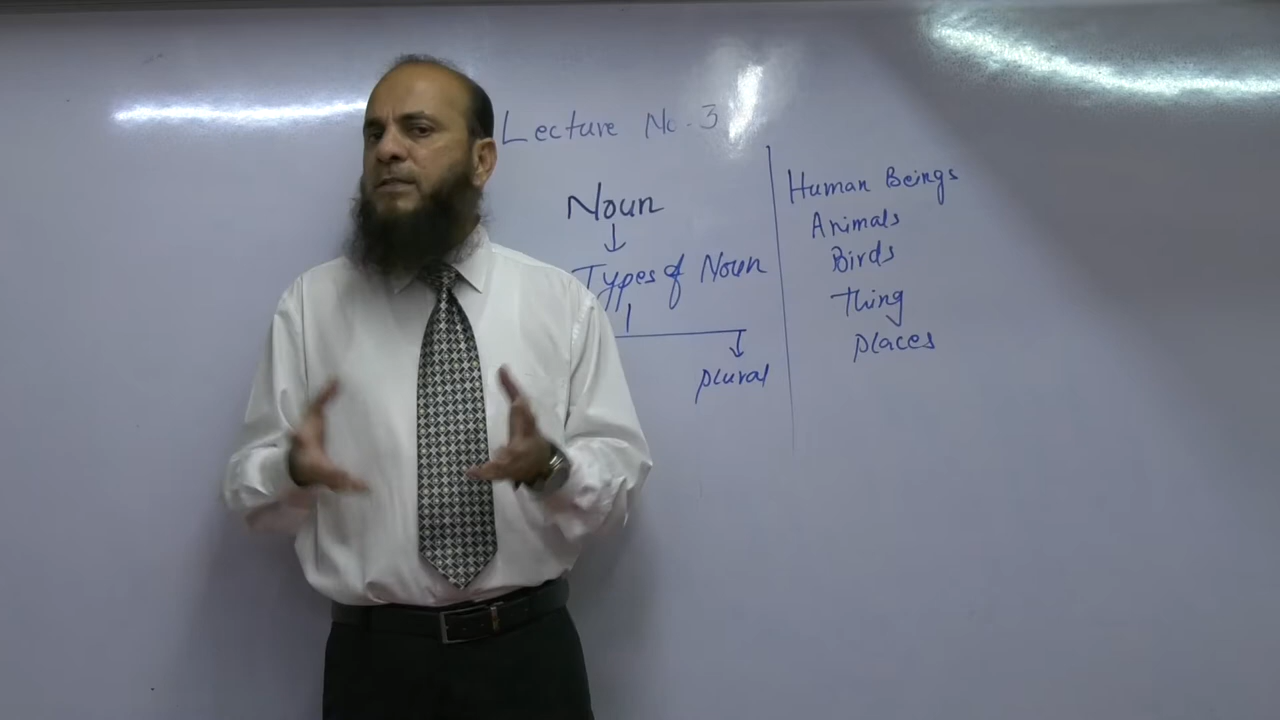 Lecture No. 3
Noun
Types of Noun
plural
Human Beings
Animals
Birds
Thing
places